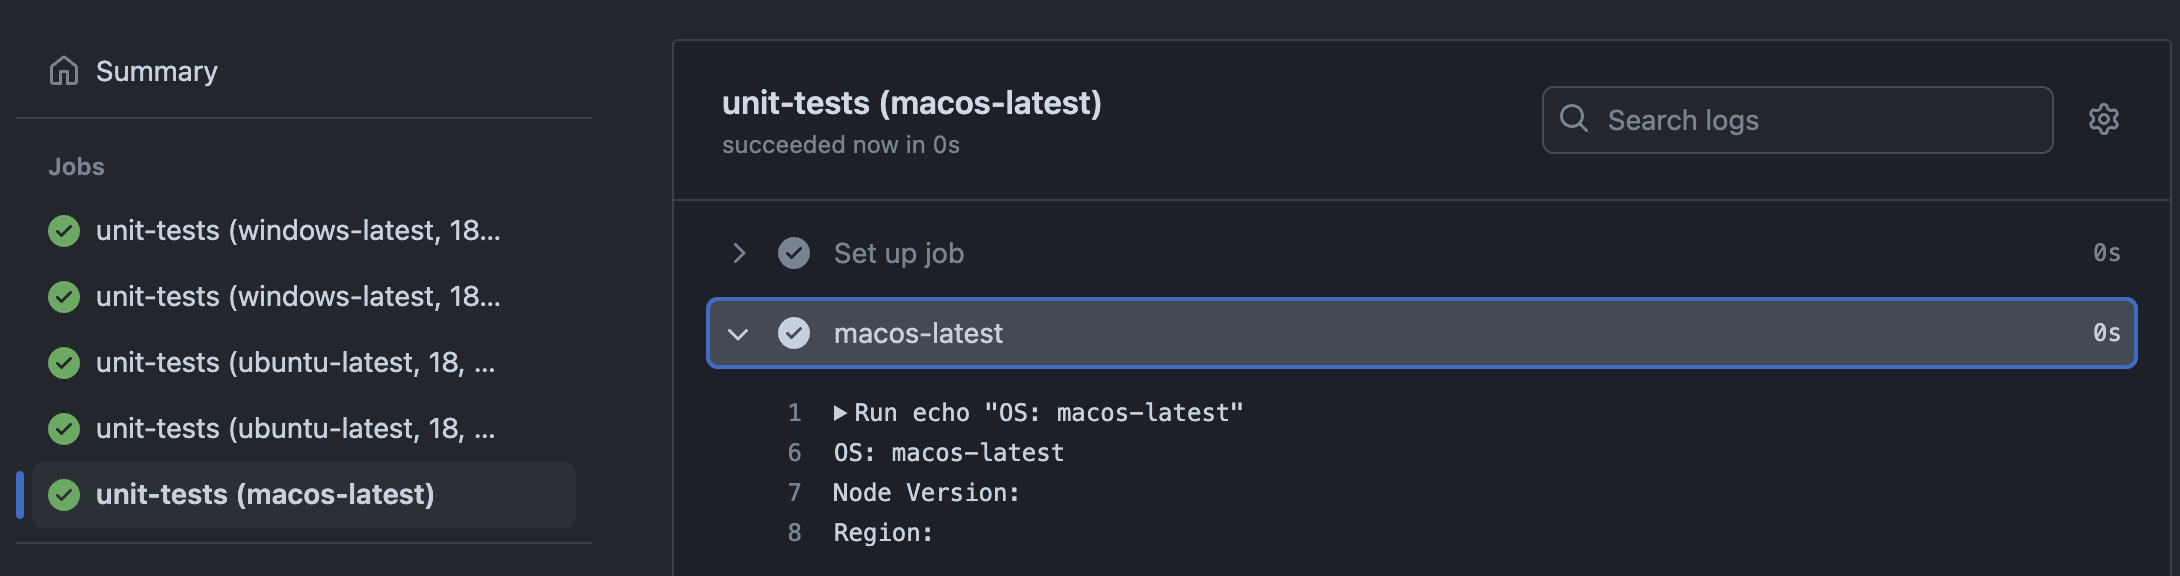 Summary
Jobs
unit-tests (windows-latest, 18...
unit-tests (windows-latest, 18...
unit-tests (ubuntu-latest, 18, ...
unit-tests (ubuntu-latest, 18, ...
unit-tests (macos-latest)
unit-tests (macos-latest)
succeeded now in 0s
Search logs
Set up job 0s
macos-latest 0s
1 Run echo "OS: macos-latest"
6 OS: macos-latest
7 Node Version:
8 Region: